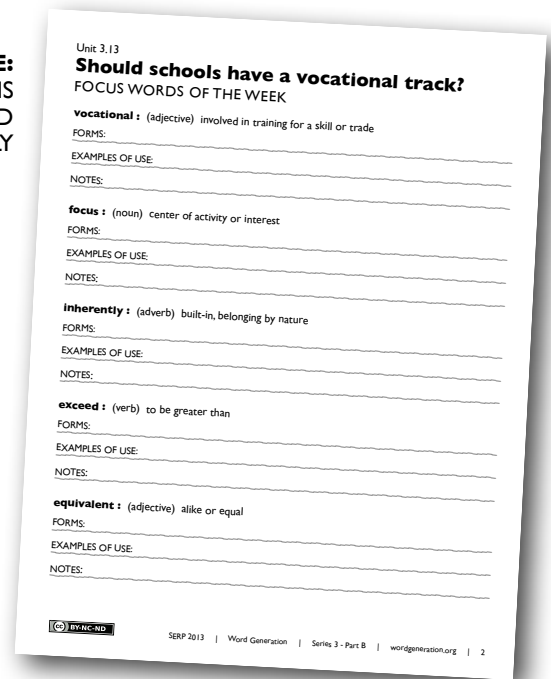 E:
IS
D
LY
Unit 3.13
Should schools have a vocational track?
FOCUS WORDS OF THE WEEK
vocational : (adjective) involved in training for a skill or trade
FORMS:
EXAMPLES OF USE:
NOTES:
focus : (noun) center of activity or interest
FORMS:
EXAMPLES OF USE:
NOTES:
inherently : (adverb) built-in, belonging by nature
FORMS:
EXAMPLES OF USE:
NOTES:
exceed : (verb) to be greater than
FORMS:
EXAMPLES OF USE:
NOTES:
equivalent : (adjective) alike or equal
FORMS:
EXAMPLES OF USE:
NOTES:
cc BY-NC-ND
SERP 2013 | Word Generation | Series 3 - Part B | wordgeneration.org | 2